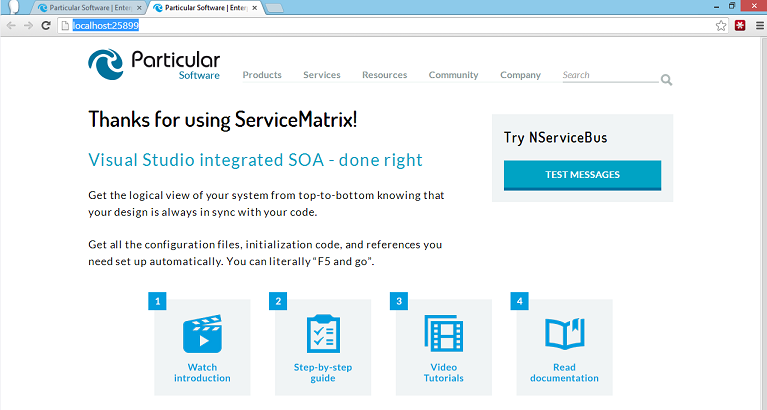 Particular Software | Enter
Particular Software | Enter
localhost:25899
Particular
Software
Products Services Resources Community Company Search
Thanks for using ServiceMatrix!
Visual Studio integrated SOA - done right
Get the logical view of your system from top-to-bottom knowing that
your design is always in sync with your code.
Get all the configuration files, initialization code, and references you
need set up automatically. You can literally “F5 and go”.
Try NServiceBus
TEST MESSAGES
1
Watch
introduction
2
Step-by-step
guide
3
Video
Tutorials
4
Read
documentation